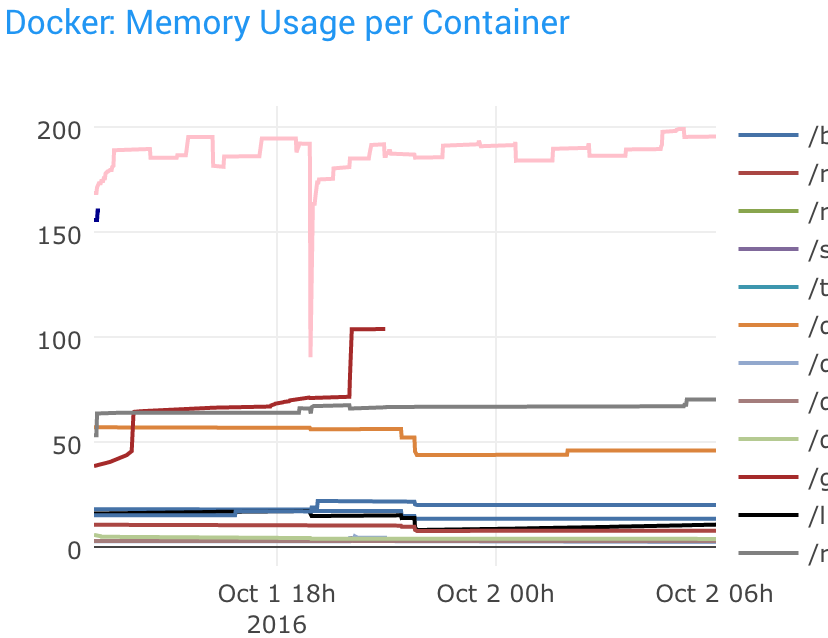 Docker: Memory Usage per Container
200
150
100
50
0
Oct 1 18h
2016
Oct 2 00h
Oct 2 06h
/b
/r
/r
/s
/t
/c
/c
/c
/c
/g
/l
/r